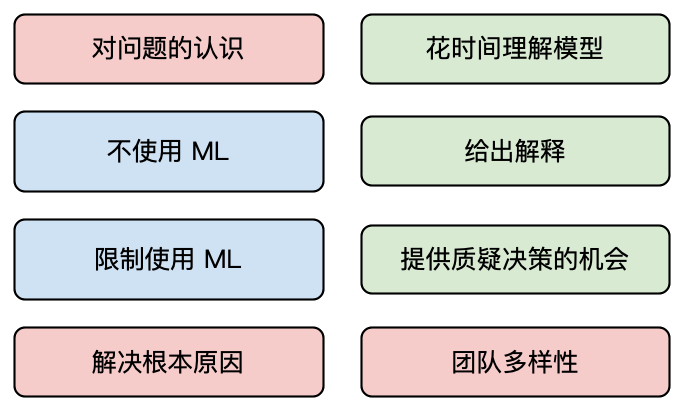 对问题的认识
花时间理解模型
不使用 ML
给出解释
限制使用 ML
提供质疑决策的机会
解决根本原因
团队多样性